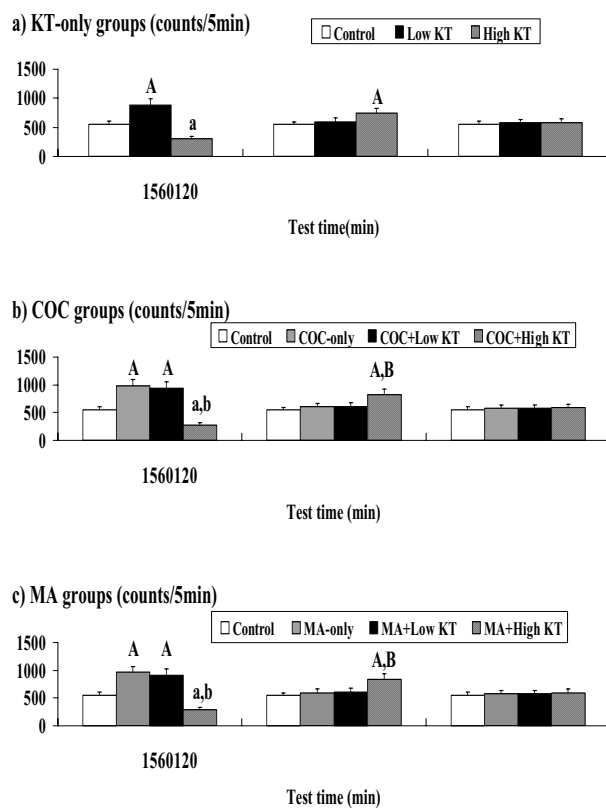 a) KT-only groups (counts/5min)
Control Low KT High KT
1500
1000
500
0
A
a
A
1560120
Test time(min)
b) COC groups (counts/5min)
Control COC-only COC+Low KT COC+High KT
1500
1000
500
0
A A
a,b
A,B
1560120
Test time (min)
c) MA groups (counts/5min)
Control MA-only MA+Low KT MA+High KT
1500
1000
500
0
A A
a,b
A,B
1560120
Test time (min)